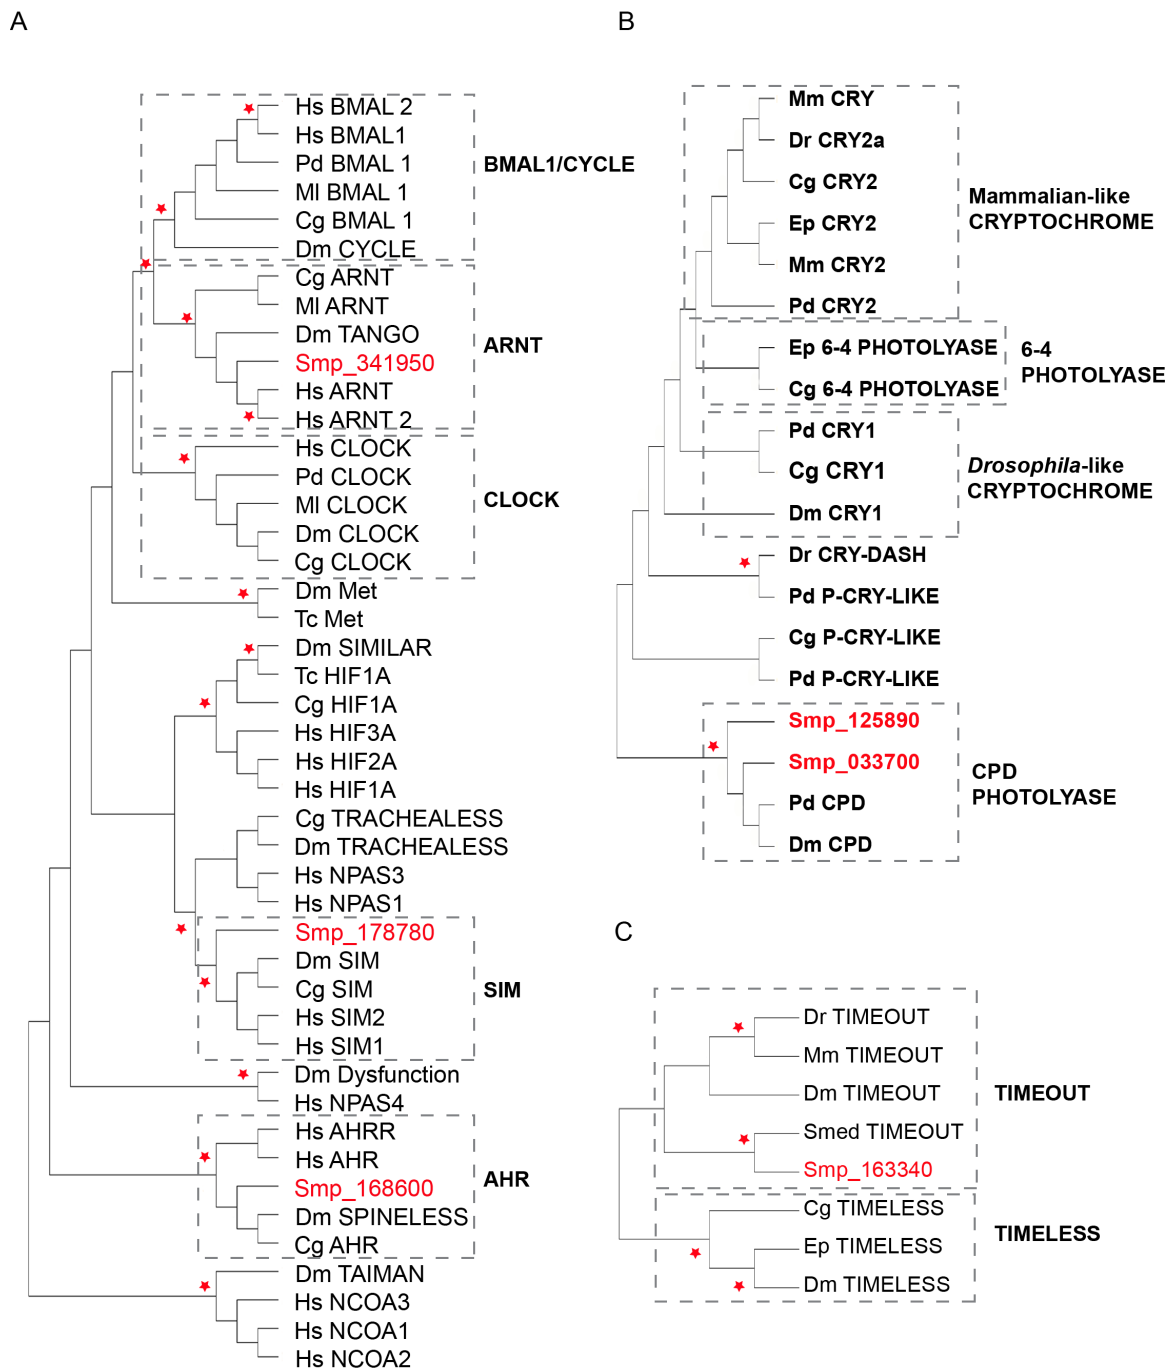 A
Hs BMAL 2
Hs BMAL1
Pd BMAL 1
Ml BMAL 1
Cg BMAL 1
Dm CYCLE
BMAL1/CYCLE
Cg ARNT
Ml ARNT
Dm TANGO
Smp_341950
Hs ARNT
Hs ARNT 2
ARNT
Hs CLOCK
Pd CLOCK
Ml CLOCK
Dm CLOCK
Cg CLOCK
CLOCK
Dm Met
Tc Met
Dm SIMILAR
Tc HIF1A
Cg HIF1A
Hs HIF3A
Hs HIF2A
Hs HIF1A
Cg TRACHEALESS
Dm TRACHEALESS
Hs NPAS3
Hs NPAS1
Smp_178780
Dm SIM
Cg SIM
Hs SIM2
Hs SIM1
SIM
Dm Dysfunction
Hs NPAS4
Hs AHRR
Hs AHR
Smp_168600
Dm SPINELESS
Cg AHR
AHR
Dm TAIMAN
Hs NCOA3
Hs NCOA1
Hs NCOA2
B
Mm CRY
Dr CRY2a
Cg CRY2
Ep CRY2
Mm CRY2
Pd CRY2
Mammalian-like
CRYPTOCHROME
Ep 6-4 PHOTOLYASE
Cg 6-4 PHOTOLYASE
6-4
PHOTOLYASE
Pd CRY1
Cg CRY1
Dm CRY1
Drosophila-like
CRYPTOCHROME
Dr CRY-DASH
Pd P-CRY-LIKE
Cg P-CRY-LIKE
Pd P-CRY-LIKE
Smp_125890
Smp_033700
Pd CPD
Dm CPD
CPD
PHOTOLYASE
C
Dr TIMEOUT
Mm TIMEOUT
Dm TIMEOUT
Smed TIMEOUT
Smp_163340
TIMEOUT
Cg TIMELESS
Ep TIMELESS
Dm TIMELESS
TIMELESS